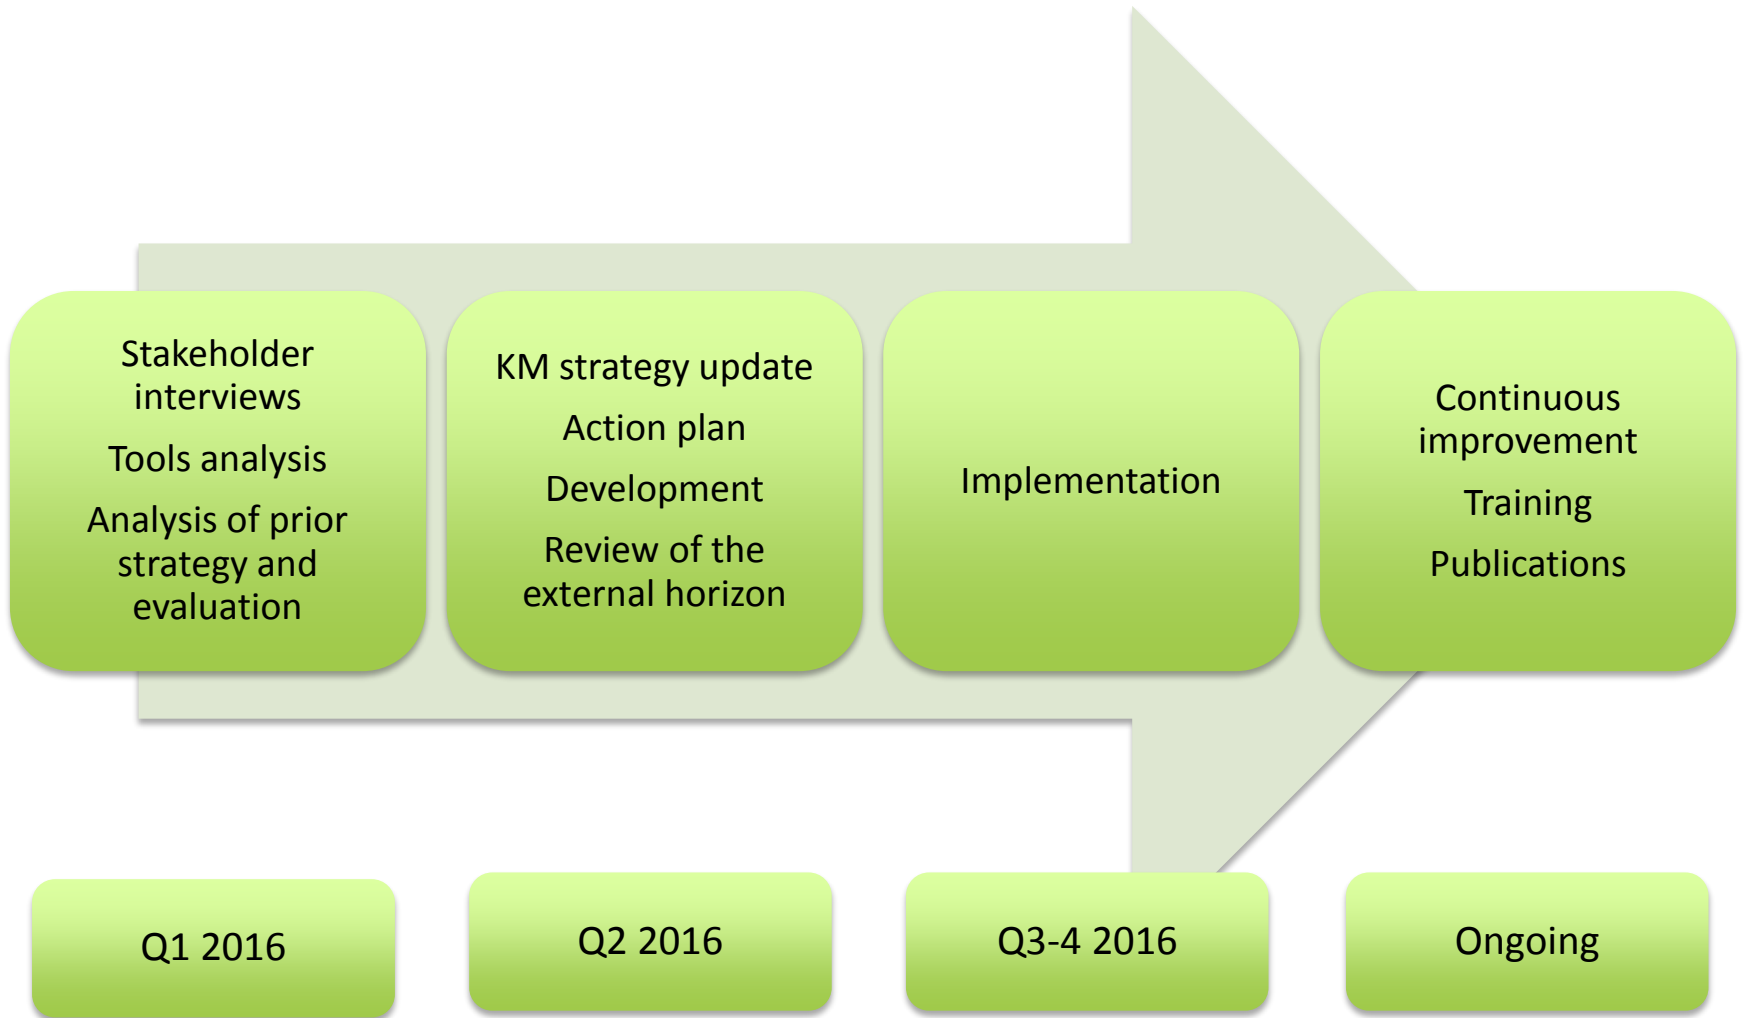 Stakeholder
interviews
Tools analysis
Analysis of prior
strategy and
evaluation
KM strategy update
Action plan
Development
Review of the
external horizon
Implementation
Continuous
improvement
Training
Publications
Q1 2016
Q2 2016
Q3-4 2016
Ongoing